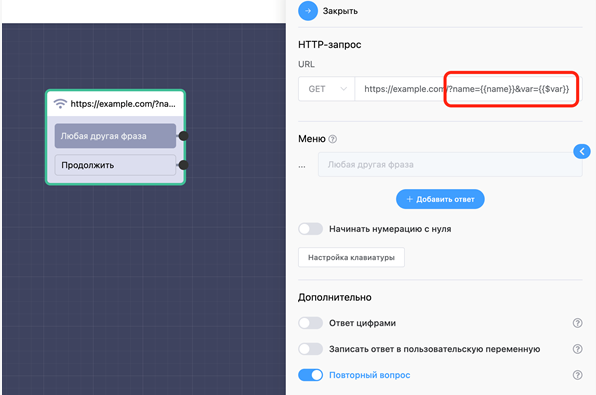 Закрыть
HTTP-запрос
URL
GET https://example.com/?name={{name}}&var={{$var}}
https://example.com/?na...
Любая другая фраза
Продолжить
Меню ?
... Любая другая фраза
+ Добавить ответ
Начинать нумерацию с нуля
Настройка клавиатуры
Дополнительно
Ответ цифрами ?
Записать ответ в пользовательскую переменную ?
Повторный вопрос ?